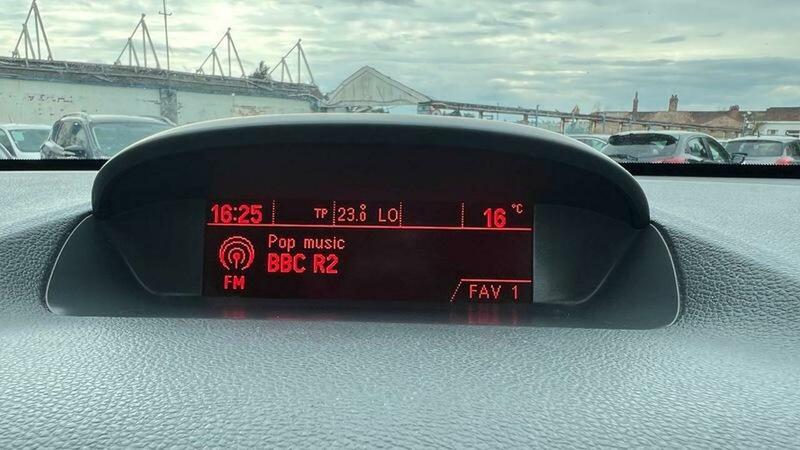 16:25 TP 23.0° LO 16 °C
Pop music
BBC R2
FM
FAV 1